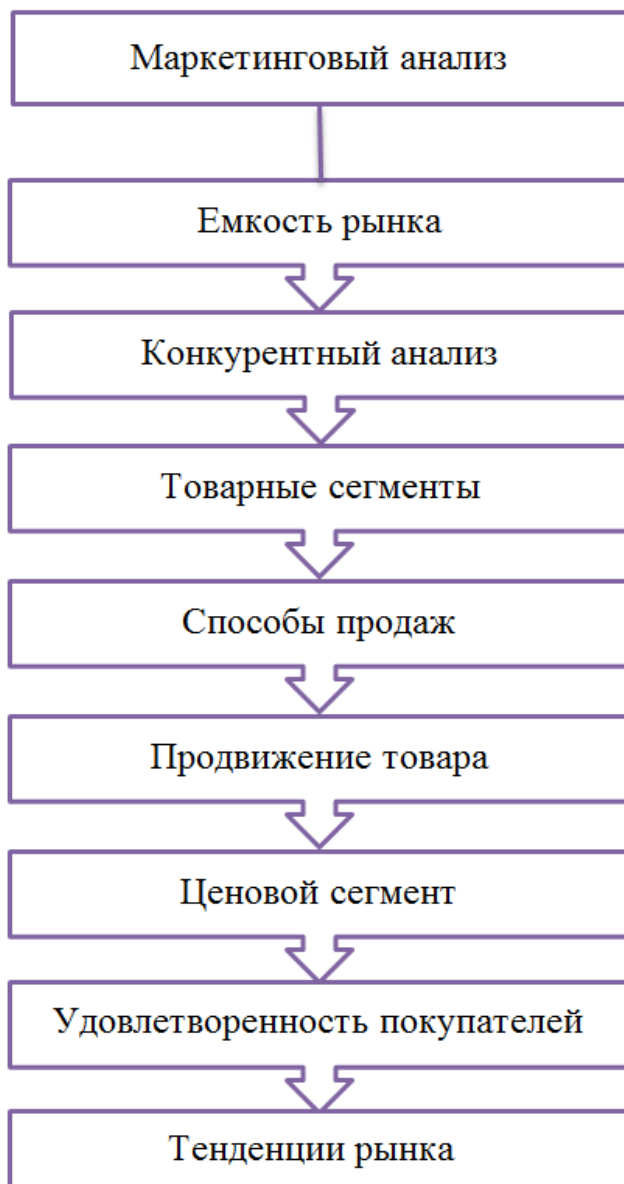 Маркетинговый анализ
Емкость рынка
Конкурентный анализ
Товарные сегменты
Способы продаж
Продвижение товара
Ценовой сегмент
Удовлетворенность покупателей
Тенденции рынка